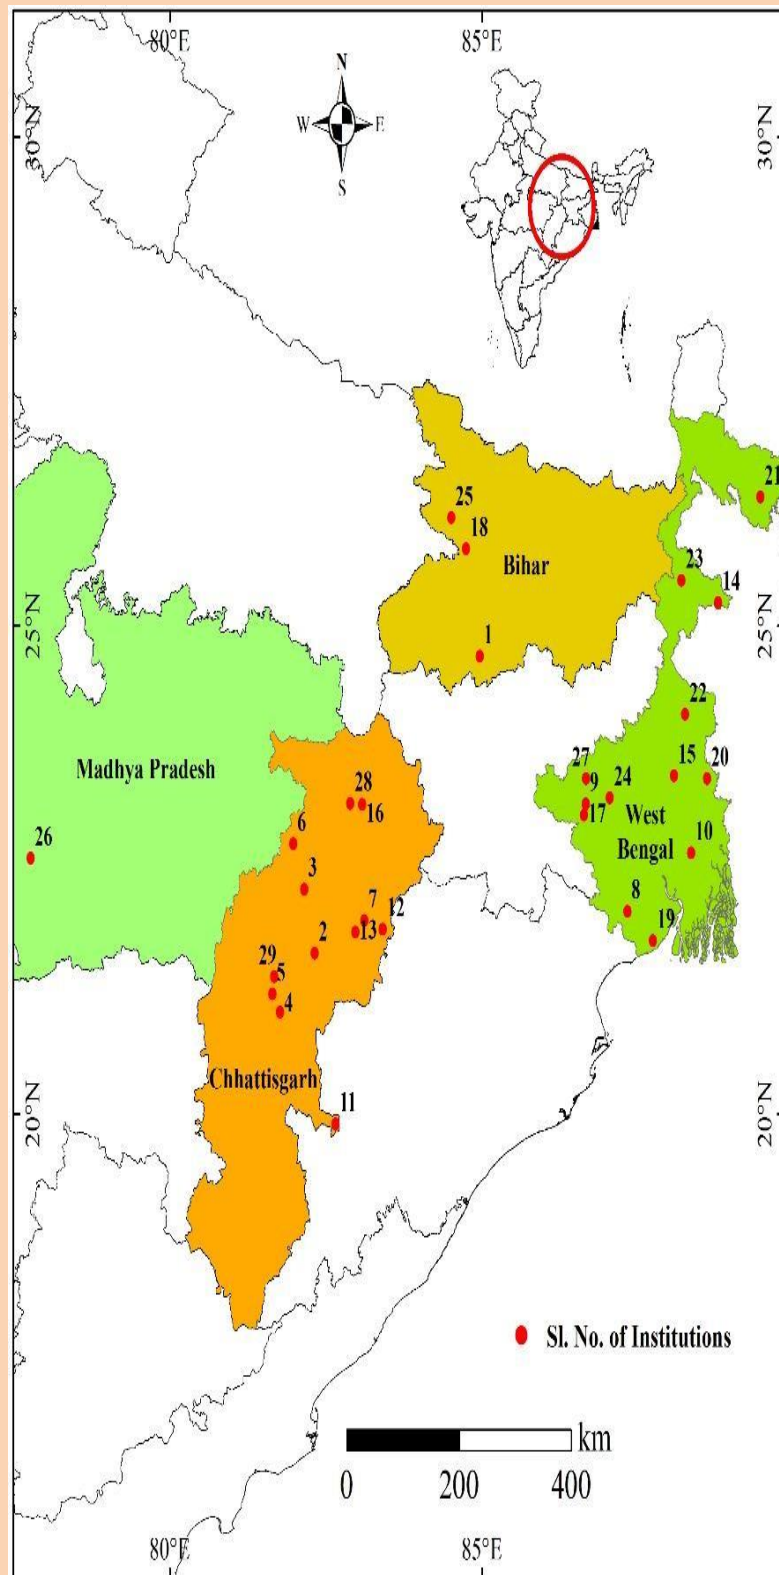 80°E 85°E
N
W E
S
30°N 30°N
21
25
18
Bihar
23
14
25°N 25°N
1
22
Madhya Pradesh
28
16
27
9
24
15
20
17
West
Bengal
6
26
10
3
8
7
12
13
2
19
29
5
4
Chhattisgarh
20°N 20°N
11
Sl. No. of Institutions
km
0 200 400
80°E 85°E